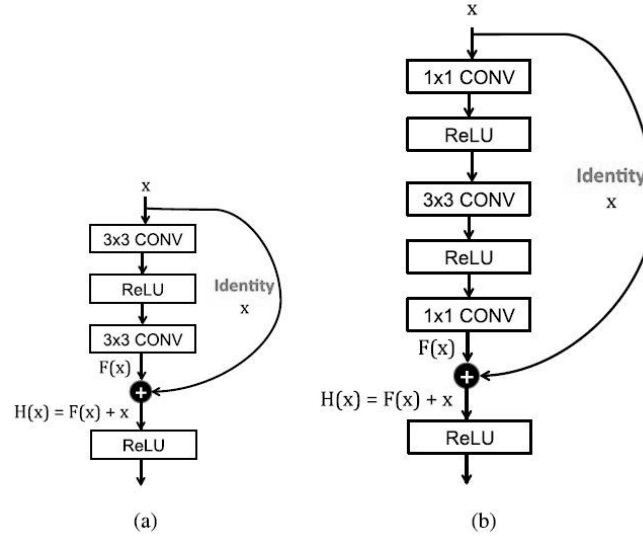 x
3x3 CONV
ReLU
Identity
x
3x3 CONV
F(x)
+
H(x) = F(x) + x
ReLU
(a)
x
1x1 CONV
ReLU
Identity
x
3x3 CONV
ReLU
1x1 CONV
F(x)
+
H(x) = F(x) + x
ReLU
(b)